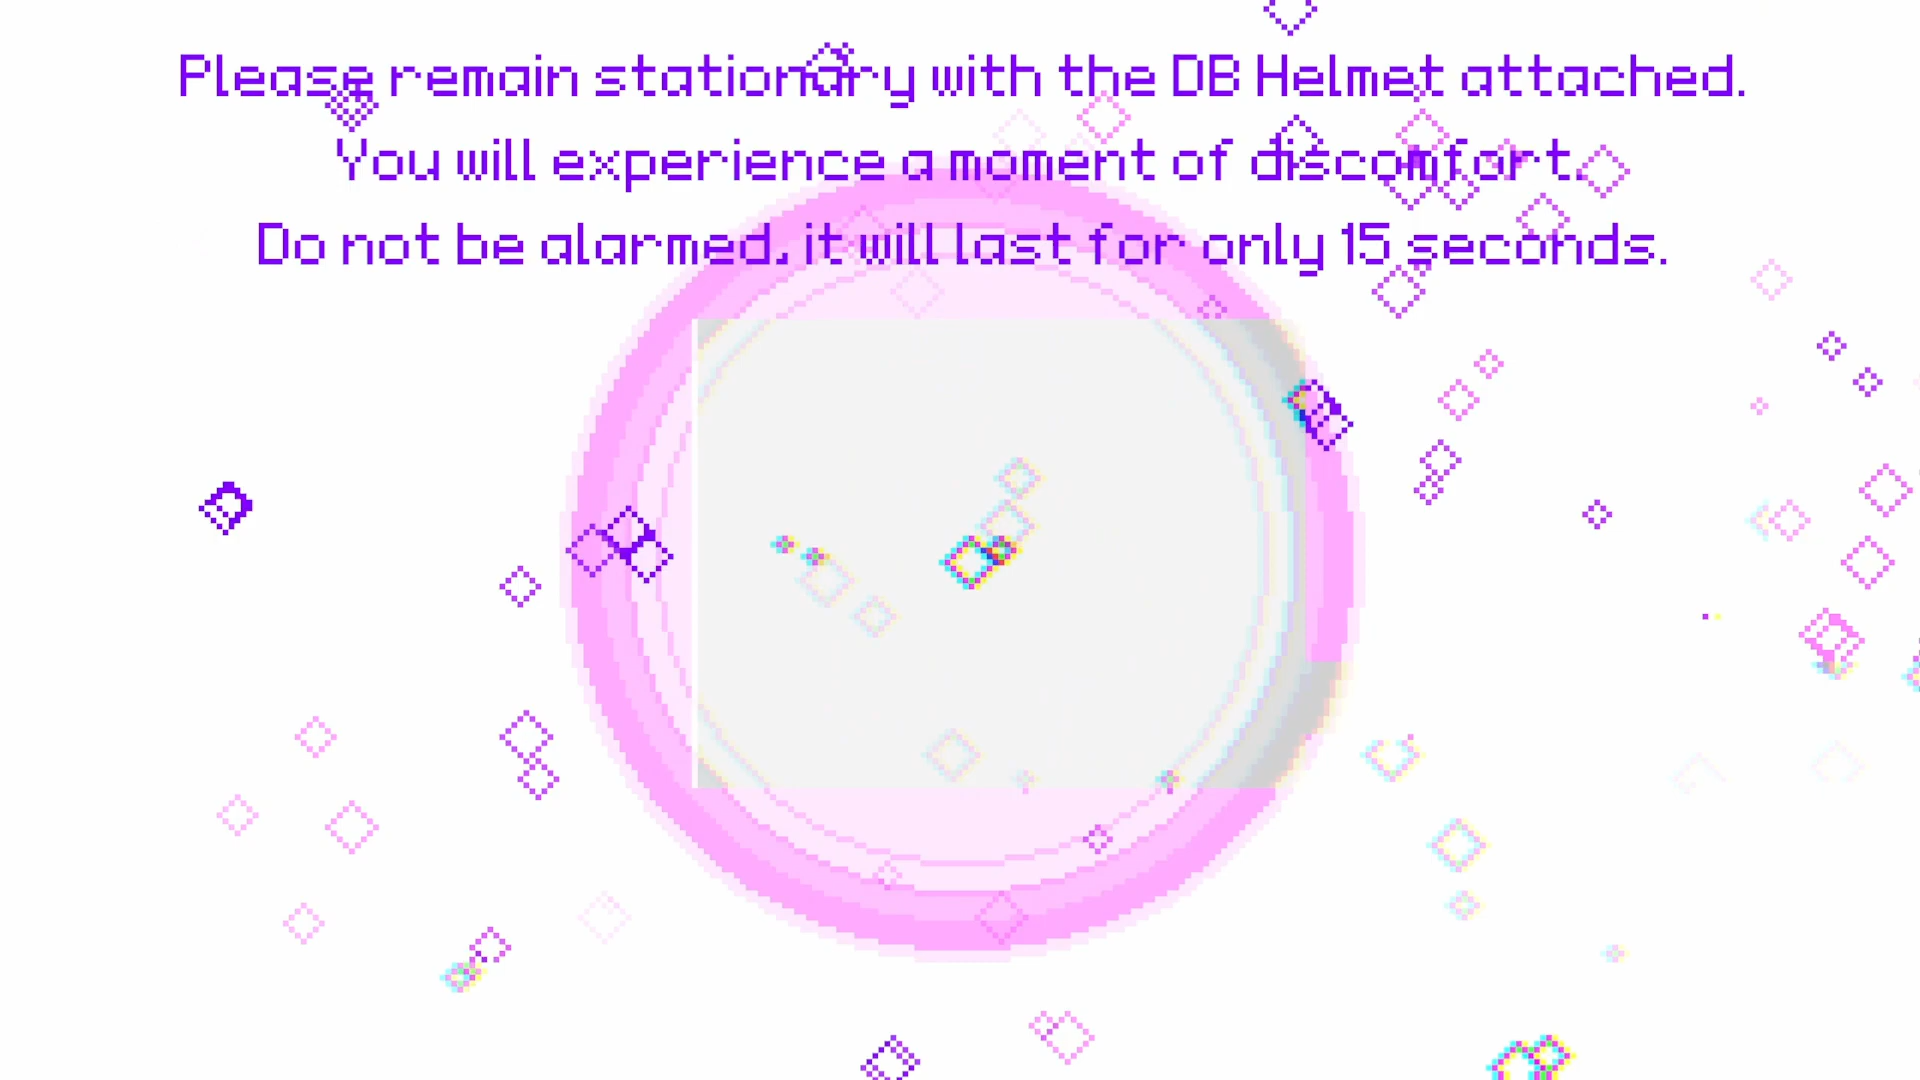 Please remain stationary with the DB Helmet attached.
You will experience a moment of discomfort.
Do not be alarmed, it will last for only 15 seconds.